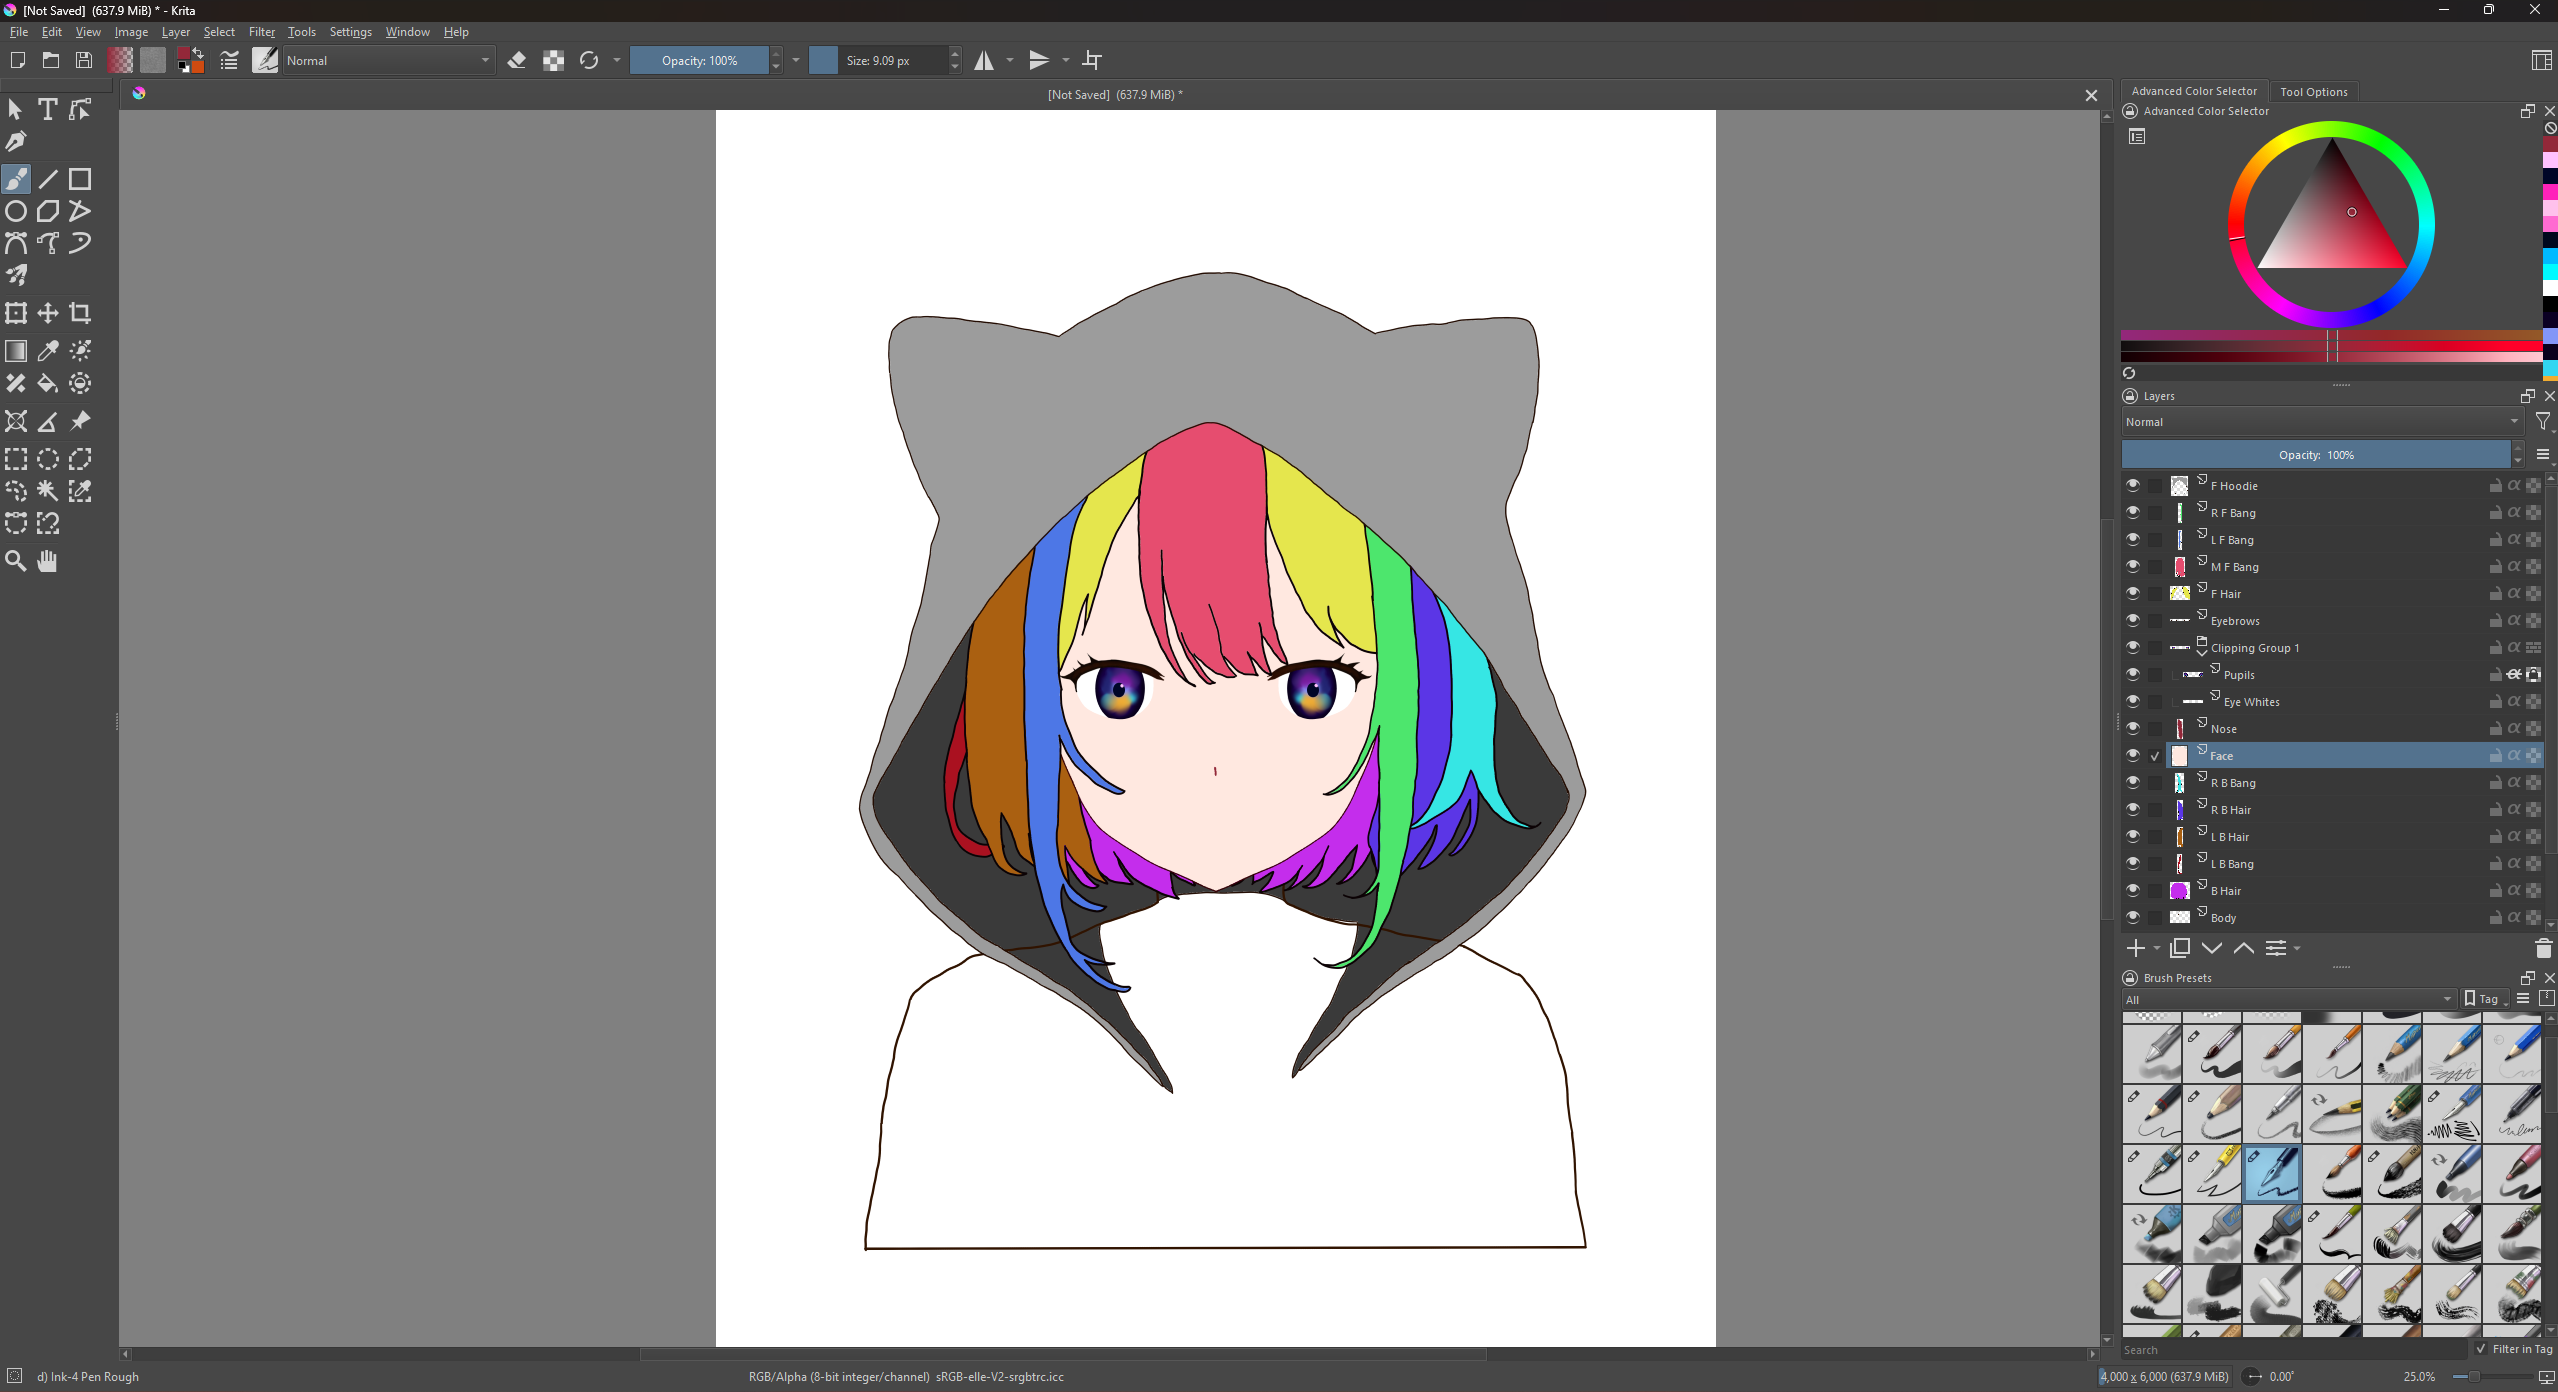 [Not Saved]  (637.9 MiB) * - Krita
File Edit View Image Layer Select Filter Tools Settings Window Help
Normal
Opacity: 100%
Size: 9.09 px
[Not Saved]  (637.9 MiB) *
Advanced Color Selector
Tool Options
Advanced Color Selector
Layers
Normal
Opacity:  100%
F Hoodie
R F Bang
L F Bang
M F Bang
F Hair
Eyebrows
Clipping Group 1
Pupils
Eye Whites
Nose
Face
R B Bang
R B Hair
L B Hair
L B Bang
B Hair
Body
Brush Presets
All
Tag
Search
Filter in Tag
d) Ink-4 Pen Rough
RGB/Alpha (8-bit integer/channel)  sRGB-elle-V2-srgbtrc.icc
4,000 x 6,000 (637.9 MiB)
0.00°
25.0%